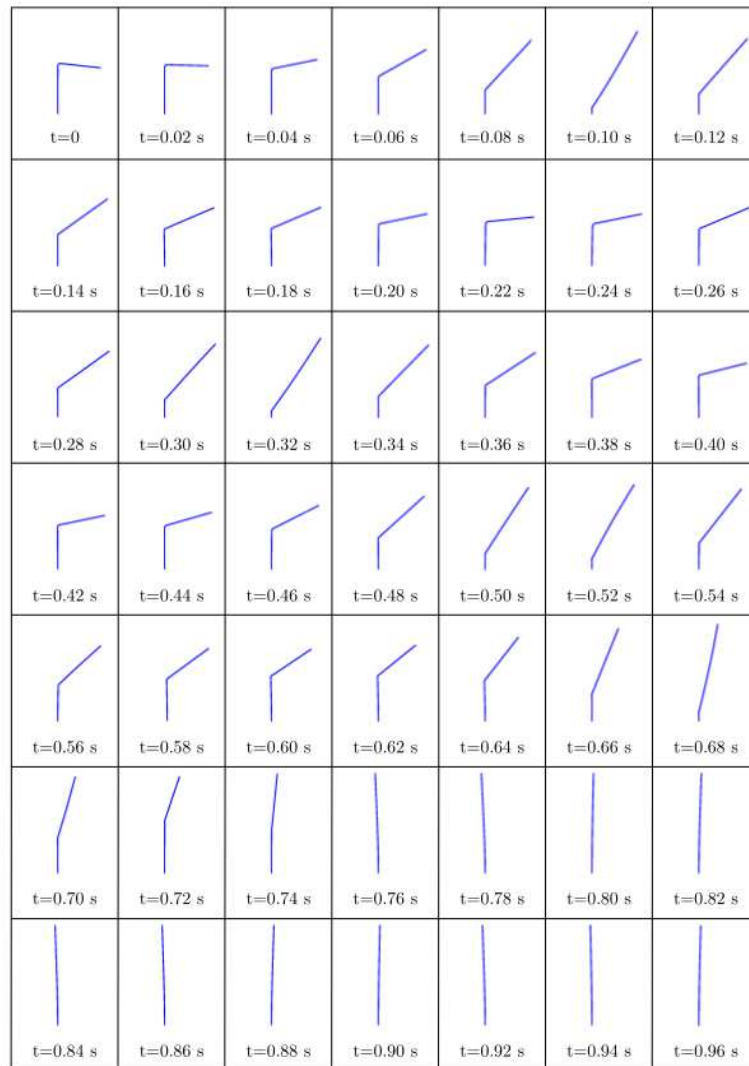 t=0 t=0.02 s t=0.04 s t=0.06 s t=0.08 s t=0.10 s t=0.12 s
t=0.14 s t=0.16 s t=0.18 s t=0.20 s t=0.22 s t=0.24 s t=0.26 s
t=0.28 s t=0.30 s t=0.32 s t=0.34 s t=0.36 s t=0.38 s t=0.40 s
t=0.42 s t=0.44 s t=0.46 s t=0.48 s t=0.50 s t=0.52 s t=0.54 s
t=0.56 s t=0.58 s t=0.60 s t=0.62 s t=0.64 s t=0.66 s t=0.68 s
t=0.70 s t=0.72 s t=0.74 s t=0.76 s t=0.78 s t=0.80 s t=0.82 s
t=0.84 s t=0.86 s t=0.88 s t=0.90 s t=0.92 s t=0.94 s t=0.96 s